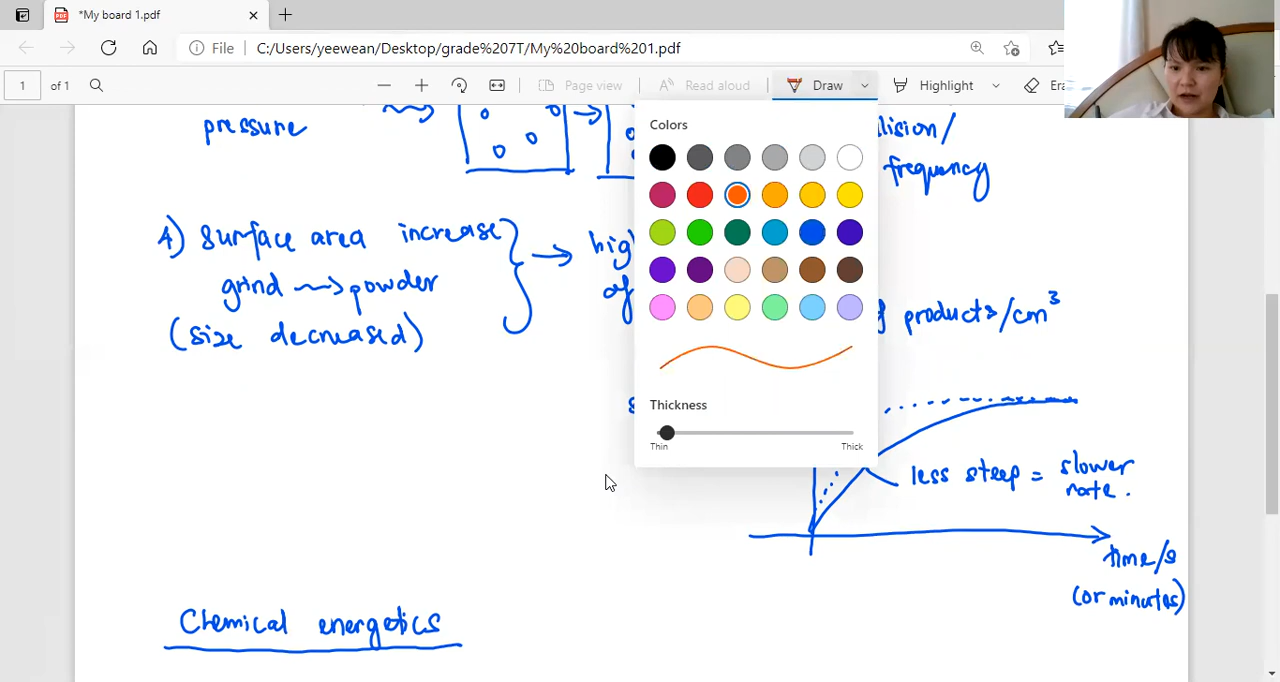 *My board 1.pdf
File
C:/Users/yeewean/Desktop/grade%207T/My%20board%201.pdf
1 of 1
Page view
Read aloud
Draw
Highlight
Colors
Thickness
Thin
Thick
pressure
frequency
4) Surface area increase
grind powder
(size decreased)
of
products/cm³
less steep = slower
rate.
time/s
(or minutes)
Chemical energetics